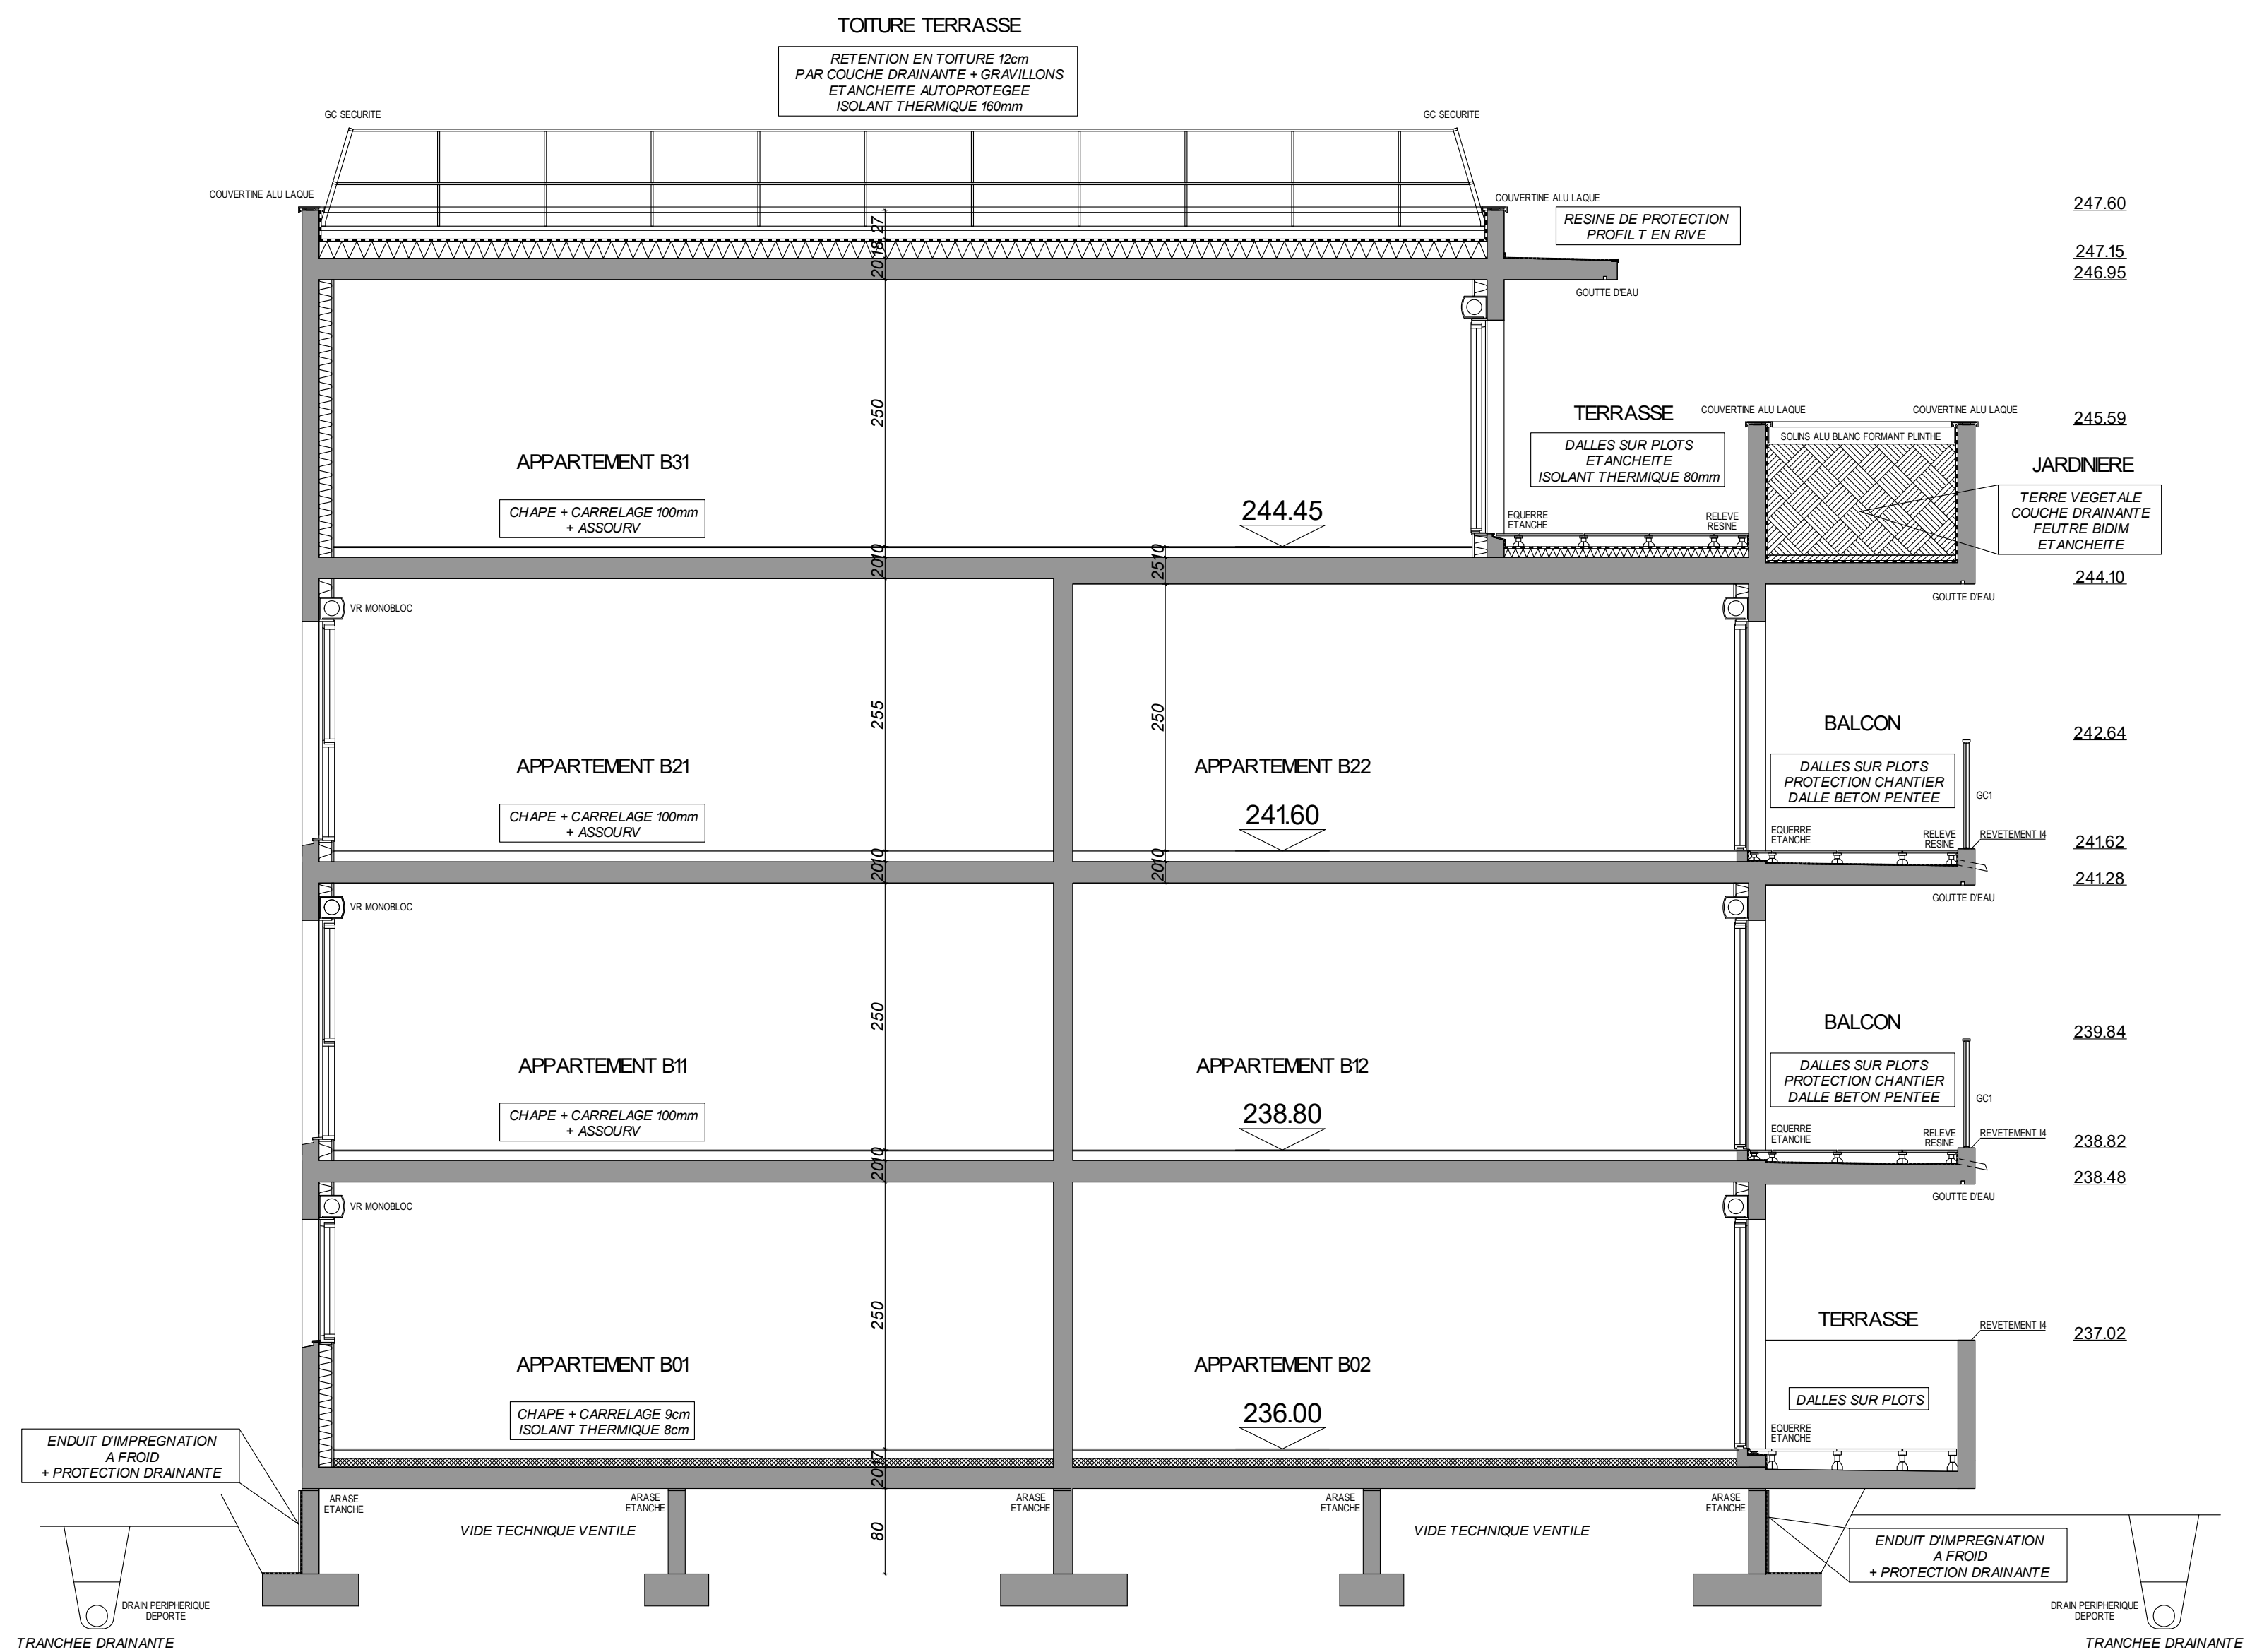 TOITURE TERRASSE
RETENTION EN TOITURE 12cm
PAR COUCHE DRAINANTE + GRAVILLONS
ETANCHEITE AUTOPROTEGEE
ISOLANT THERMIQUE 160mm
GC SECURITE
GC SECURITE
COUVERTINE ALU LAQUE
COUVERTINE ALU LAQUE
247.60
RESINE DE PROTECTION
PROFIL T EN RIVE
27
18
20
247.15
246.95
GOUTTE D'EAU
250
TERRASSE
COUVERTINE ALU LAQUE
COUVERTINE ALU LAQUE
245.59
DALLES SUR PLOTS
ETANCHEITE
ISOLANT THERMIQUE 80mm
SOLINS ALU BLANC FORMANT PLINTHE
APPARTEMENT B31
JARDINIERE
TERRE VEGETALE
COUCHE DRAINANTE
FEUTRE BIDIM
ETANCHEITE
CHAPE + CARRELAGE 100mm
+ ASSOURV
244.45
EQUERRE
ETANCHE
RELEVE
RESINE
10
20
10
25
244.10
GOUTTE D'EAU
VR MONOBLOC
255
250
BALCON
242.64
APPARTEMENT B21
APPARTEMENT B22
DALLES SUR PLOTS
PROTECTION CHANTIER
DALLE BETON PENTEE
GC1
CHAPE + CARRELAGE 100mm
+ ASSOURV
241.60
EQUERRE
ETANCHE
RELEVE
RESINE
REVETEMENT I4
241.62
10
20
10
20
241.28
GOUTTE D'EAU
VR MONOBLOC
250
BALCON
239.84
APPARTEMENT B11
APPARTEMENT B12
DALLES SUR PLOTS
PROTECTION CHANTIER
DALLE BETON PENTEE
GC1
CHAPE + CARRELAGE 100mm
+ ASSOURV
238.80
EQUERRE
ETANCHE
RELEVE
RESINE
REVETEMENT I4
238.82
10
20
238.48
GOUTTE D'EAU
VR MONOBLOC
250
TERRASSE
REVETEMENT I4
237.02
APPARTEMENT B01
APPARTEMENT B02
DALLES SUR PLOTS
CHAPE + CARRELAGE 9cm
ISOLANT THERMIQUE 8cm
236.00
EQUERRE
ETANCHE
17
20
ENDUIT D'IMPREGNATION
A FROID
+ PROTECTION DRAINANTE
ARASE
ETANCHE
ARASE
ETANCHE
ARASE
ETANCHE
ARASE
ETANCHE
ARASE
ETANCHE
VIDE TECHNIQUE VENTILE
80
VIDE TECHNIQUE VENTILE
ENDUIT D'IMPREGNATION
A FROID
+ PROTECTION DRAINANTE
DRAIN PERIPHERIQUE
DEPORTE
DRAIN PERIPHERIQUE
DEPORTE
TRANCHEE DRAINANTE
TRANCHEE DRAINANTE